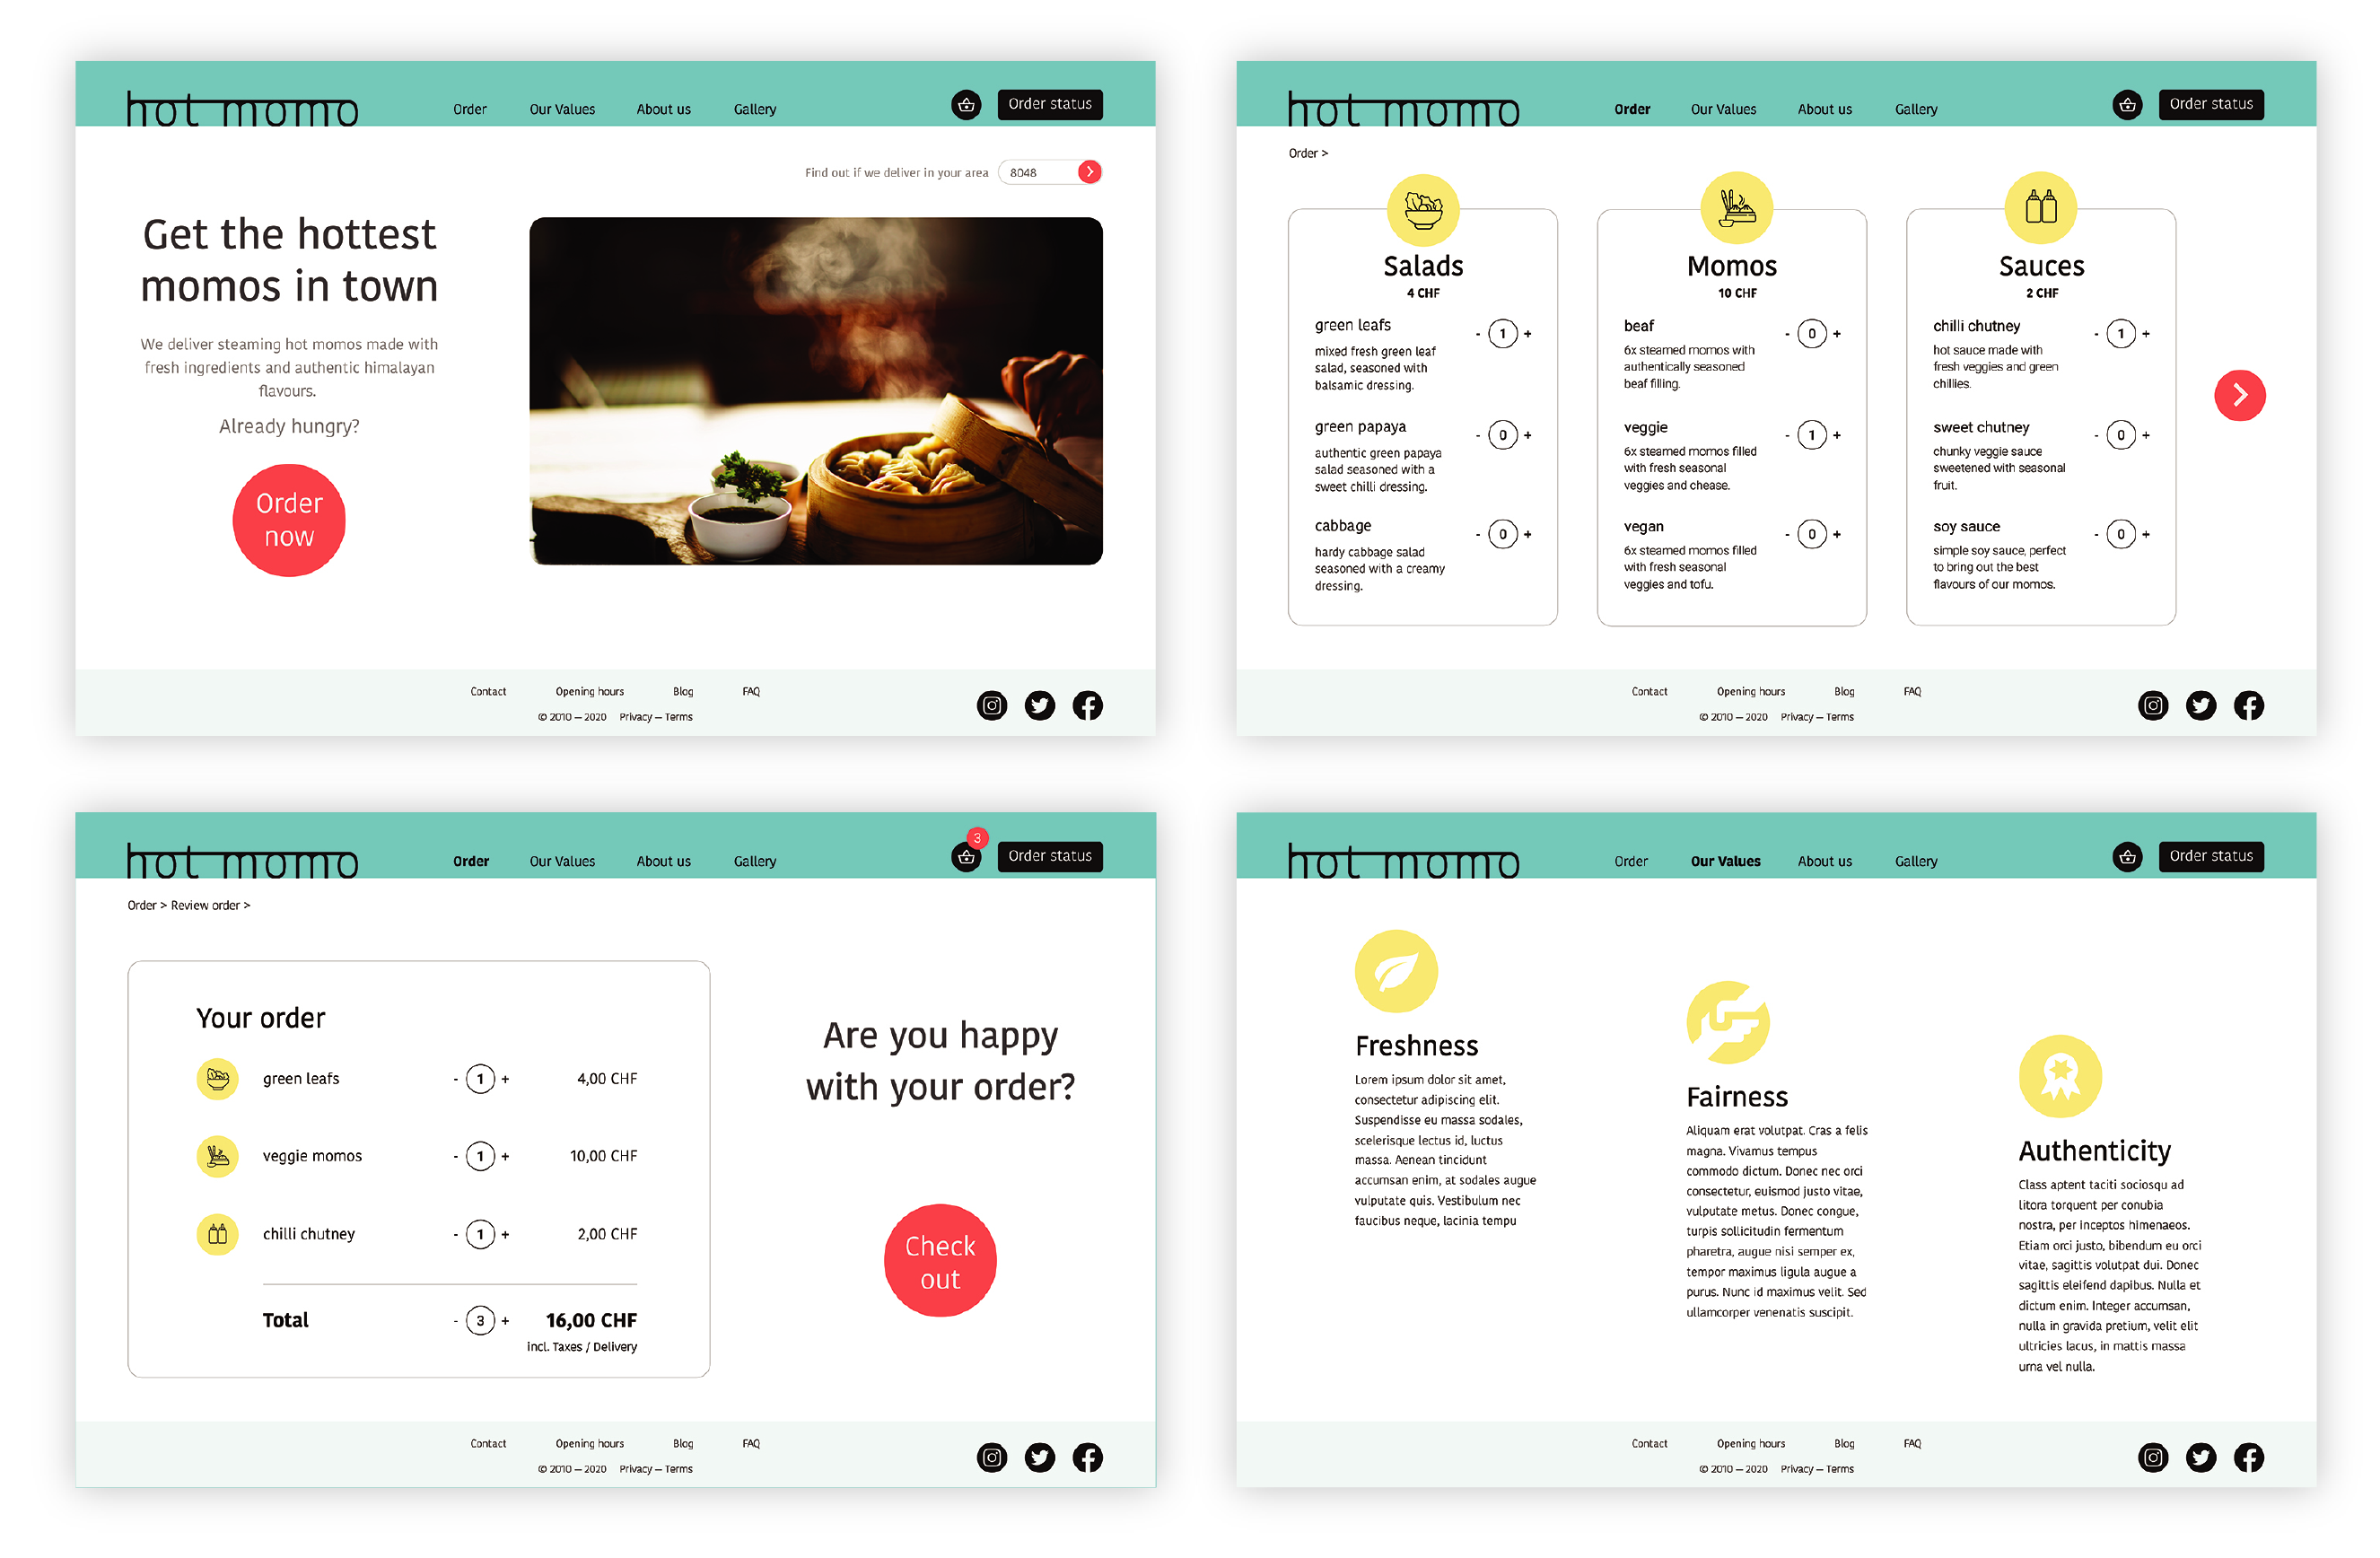 hot momo
Order Our Values About us Gallery
Order status
Find out if we deliver in your area 8048
Get the hottest
momos in town
We deliver steaming hot momos made with
fresh ingredients and authentic himalayan
flavours.
Already hungry?
Order
now
Contact Opening hours Blog FAQ
© 2010 – 2020 Privacy – Terms
hot momo
Order Our Values About us Gallery
Order status
Order >
Salads
4 CHF
green leafs
- 1 +
mixed fresh green leaf
salad, seasoned with
balsamic dressing.
green papaya
- 0 +
authentic green papaya
salad seasoned with a
sweet chilli dressing.
cabbage
- 0 +
hardy cabbage salad
seasoned with a creamy
dressing.
Momos
10 CHF
beaf
- 0 +
6x steamed momos with
authentically seasoned
beaf filling.
veggie
- 1 +
6x steamed momos filled
with fresh seasonal
veggies and chease.
vegan
- 0 +
6x steamed momos filled
with fresh seasonal
veggies and tofu.
Sauces
2 CHF
chilli chutney
- 1 +
hot sauce made with
fresh veggies and green
chillies.
sweet chutney
- 0 +
chunky veggie sauce
sweetened with seasonal
fruit.
soy sauce
- 0 +
simple soy sauce, perfect
to bring out the best
flavours of our momos.
Contact Opening hours Blog FAQ
© 2010 – 2020 Privacy – Terms
hot momo
Order Our Values About us Gallery
3
Order status
Order > Review order >
Your order
green leafs - 1 + 4,00 CHF
veggie momos - 1 + 10,00 CHF
chilli chutney - 1 + 2,00 CHF
Total - 3 + 16,00 CHF
incl. Taxes / Delivery
Are you happy
with your order?
Check
out
Contact Opening hours Blog FAQ
© 2010 – 2020 Privacy – Terms
hot momo
Order Our Values About us Gallery
Order status
Freshness
Lorem ipsum dolor sit amet,
consectetur adipiscing elit.
Suspendisse eu massa sodales,
scelerisque lectus id, luctus
massa. Aenean tincidunt
accumsan enim, at sodales augue
vulputate quis. Vestibulum nec
faucibus neque, lacinia tempu
Fairness
Aliquam erat volutpat. Cras a felis
magna. Vivamus tempus
commodo dictum. Donec nec orci
consectetur, euismod justo vitae,
vulputate metus. Donec congue,
turpis sollicitudin fermentum
pharetra, augue nisi semper ex,
tempor maximus ligula augue a
purus. Nunc id maximus velit. Sed
ullamcorper venenatis suscipit.
Authenticity
Class aptent taciti sociosqu ad
litora torquent per conubia
nostra, per inceptos himenaeos.
Etiam orci justo, bibendum eu orci
vitae, sagittis volutpat dui. Donec
sagittis eleifend dapibus. Nulla et
dictum enim. Integer accumsan,
nulla in gravida pretium, velit elit
ultricies lacus, in mattis massa
urna vel nulla.
Contact Opening hours Blog FAQ
© 2010 – 2020 Privacy – Terms